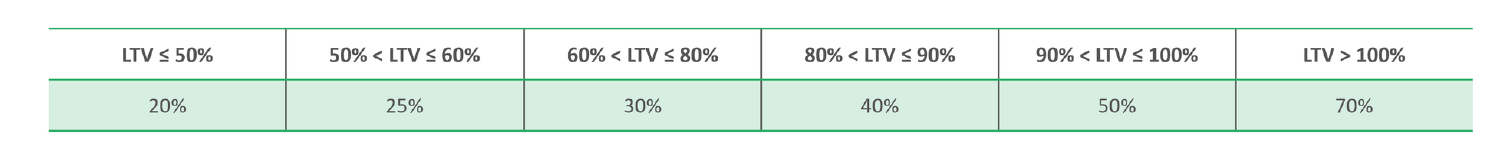 LTV ≤ 50% 50% < LTV ≤ 60% 60% < LTV ≤ 80% 80% < LTV ≤ 90% 90% < LTV ≤ 100% LTV > 100%
20% 25% 30% 40% 50% 70%